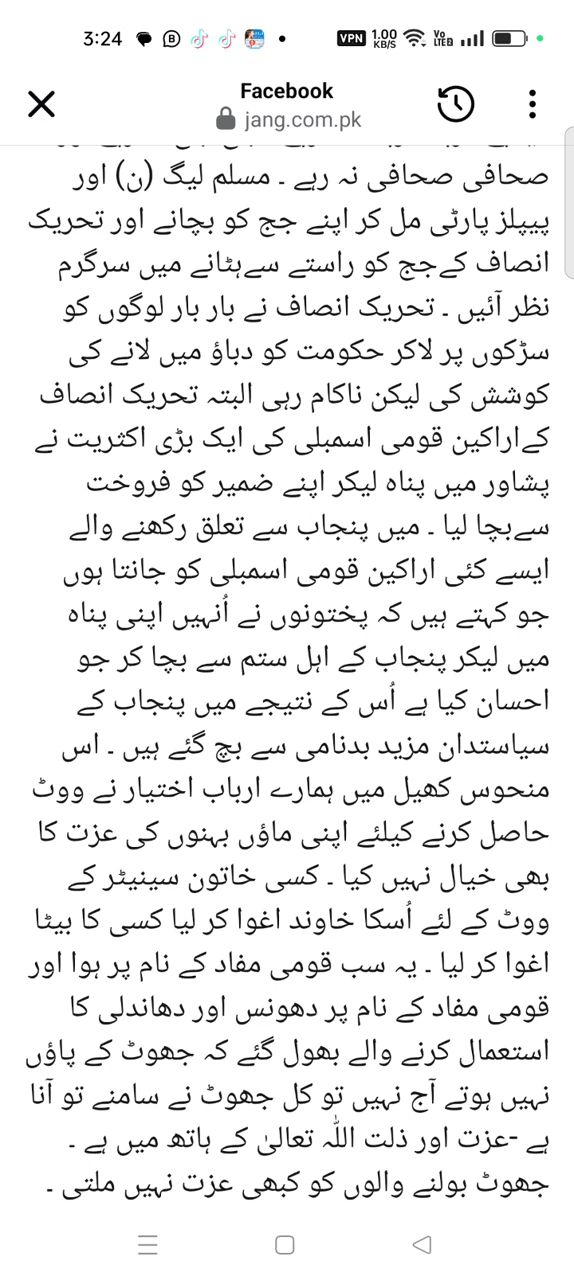 3:24
VPN 1.00 KB/S Vo LTE2
Facebook
jang.com.pk
صحافی صحافی نہ رہے ۔ مسلم لیگ (ن) اور
پیپلز پارٹی مل کر اپنے جج کو بچانے اور تحریک
انصاف کےجج کو راستے سےہٹانے میں سرگرم
نظر آئیں ۔ تحریک انصاف نے بار بار لوگوں کو
سڑکوں پر لاکر حکومت کو دباؤ میں لانے کی
کوشش کی لیکن ناکام رہی البتہ تحریک انصاف
کےاراکین قومی اسمبلی کی ایک بڑی اکثریت نے
پشاور میں پناہ لیکر اپنے ضمیر کو فروخت
سےبچا لیا ۔ میں پنجاب سے تعلق رکھنے والے
ایسے کئی اراکین قومی اسمبلی کو جانتا ہوں
جو کہتے ہیں کہ پختونوں نے اُنہیں اپنی پناہ
میں لیکر پنجاب کے اہل ستم سے بچا کر جو
احسان کیا ہے اُس کے نتیجے میں پنجاب کے
سیاستدان مزید بدنامی سے بچ گئے ہیں ۔ اس
منحوس کھیل میں ہمارے ارباب اختیار نے ووٹ
حاصل کرنے کیلئے اپنی ماؤں بہنوں کی عزت کا
بھی خیال نہیں کیا ۔ کسی خاتون سینیٹر کے
ووٹ کے لئے اُسکا خاوند اغوا کر لیا کسی کا بیٹا
اغوا کر لیا ۔ یہ سب قومی مفاد کے نام پر ہوا اور
قومی مفاد کے نام پر دھونس اور دھاندلی کا
استعمال کرنے والے بھول گئے کہ جھوٹ کے پاؤں
نہیں ہوتے آج نہیں تو کل جھوٹ نے سامنے تو آنا
ہے -عزت اور ذلت اللّٰہ تعالیٰ کے ہاتھ میں ہے ۔
جھوٹ بولنے والوں کو کبھی عزت نہیں ملتی ۔